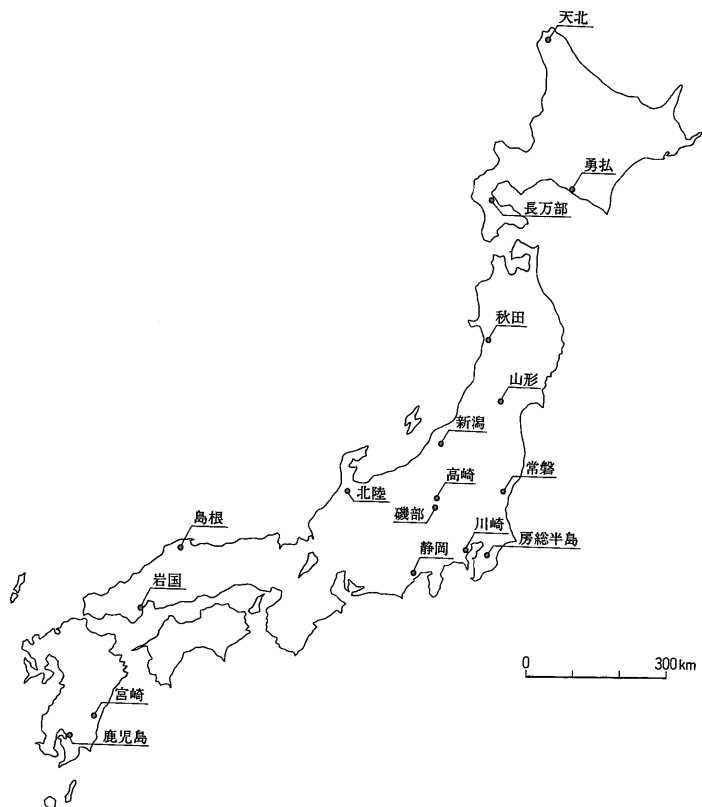 天北
勇払
長万部
秋田
山形
新潟
高崎
常磐
北陸
磯部
島根
川崎
房総半島
静岡
岩国
0 300km
宮崎
鹿児島